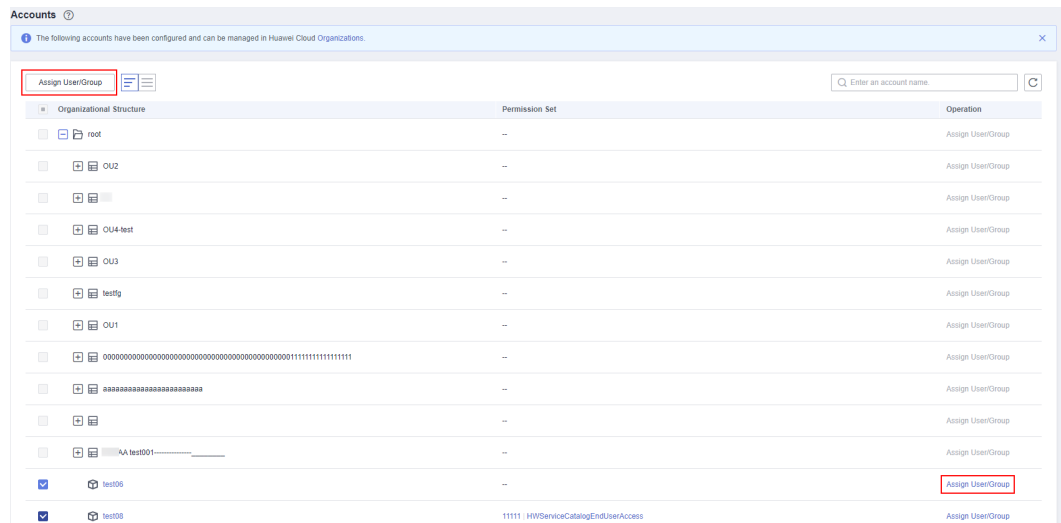 Accounts
The following accounts have been configured and can be managed in Huawei Cloud Organizations.
Assign User/Group
Enter an account name.
Organizational Structure Permission Set Operation
root -- Assign User/Group
OU2 -- Assign User/Group
-- Assign User/Group
OU4-test -- Assign User/Group
OU3 -- Assign User/Group
testfg -- Assign User/Group
OU1 -- Assign User/Group
-- Assign User/Group
-- Assign User/Group
-- Assign User/Group
AA test001 -- Assign User/Group
test06 -- Assign User/Group
test08 11111 | HWServiceCatalogEndUserAccess Assign User/Group